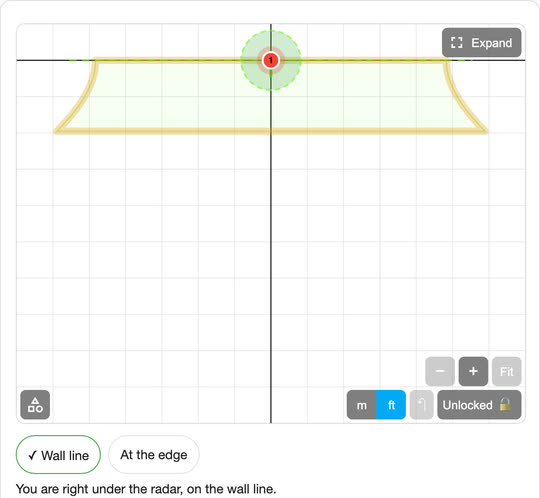 Expand
1
− + Fit
m ft Unlocked
✓ Wall line At the edge
You are right under the radar, on the wall line.